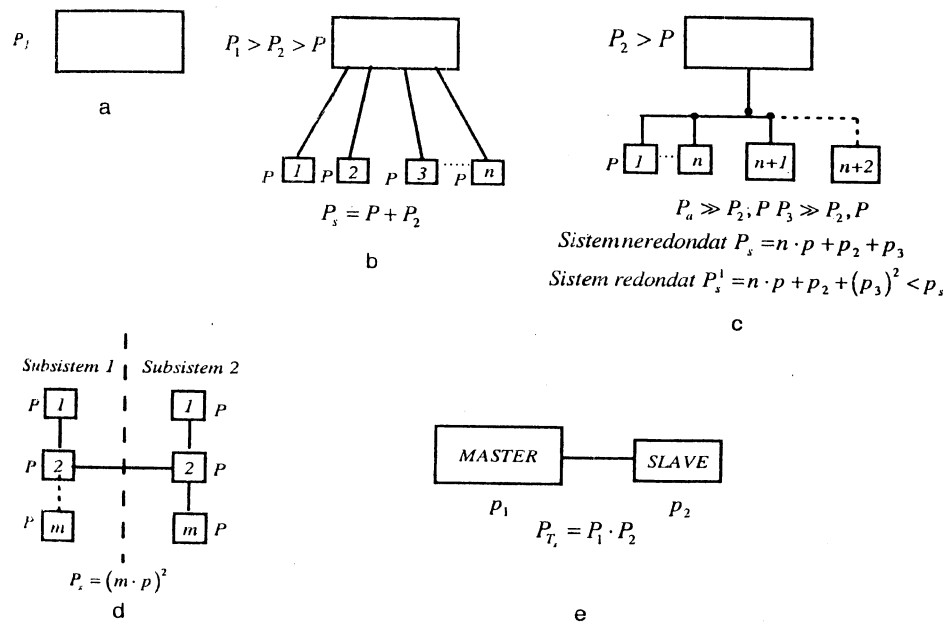 P₁
a
P₁ > P₂ > P
P 1 P 2 P 3 ...... P n
Pₛ = P + P₂
b
P₂ > P
P 1 ... n n+1 n+2
Pₐ ≫ P₂; P P₃ ≫ P₂, P
Sistem neredondat Pₛ = n · p + p₂ + p₃
Sistem redondat Pₛ¹ = n · p + p₂ + (p₃)² < pₛ
c
Subsistem 1 Subsistem 2
P 1 1 P
P 2 2 P
P m m P
Pₛ = (m · p)²
d
MASTER SLAVE
p₁ p₂
P_Tₛ = P₁ · P₂
e